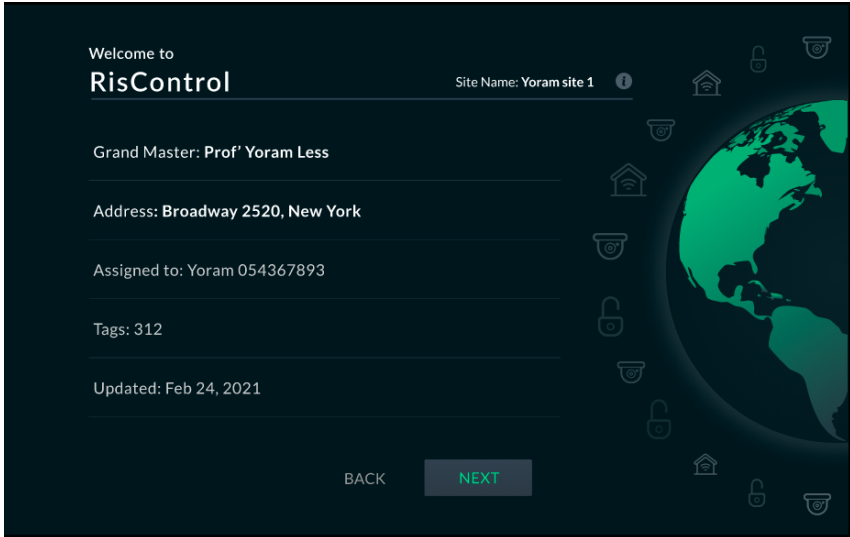 Welcome to
RisControl
Site Name: Yoram site 1
Grand Master: Prof’ Yoram Less
Address: Broadway 2520, New York
Assigned to: Yoram 054367893
Tags: 312
Updated: Feb 24, 2021
BACK
NEXT